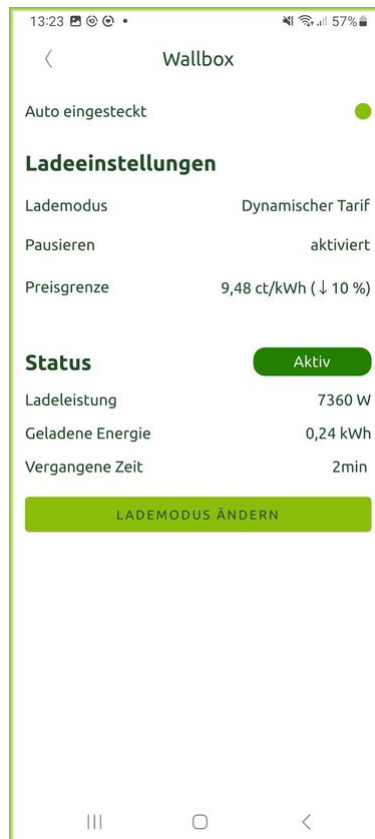 13:23 57%
Wallbox
Auto eingesteckt
Ladeeinstellungen
Lademodus Dynamischer Tarif
Pausieren aktiviert
Preisgrenze 9,48 ct/kWh (↓ 10 %)
Status Aktiv
Ladeleistung 7360 W
Geladene Energie 0,24 kWh
Vergangene Zeit 2min
LADEMODUS ÄNDERN